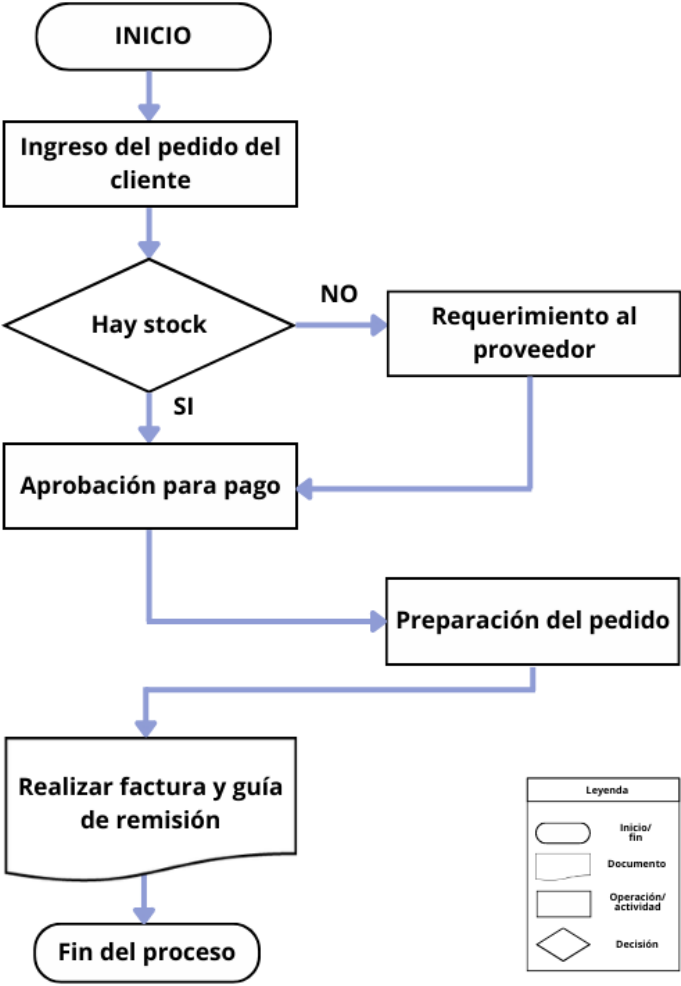 INICIO
Ingreso del pedido del
cliente
Hay stock
NO
Requerimiento al
proveedor
SI
Aprobación para pago
Preparación del pedido
Realizar factura y guía
de remisión
Fin del proceso
Leyenda
Inicio/
fin
Documento
Operación/
actividad
Decisión